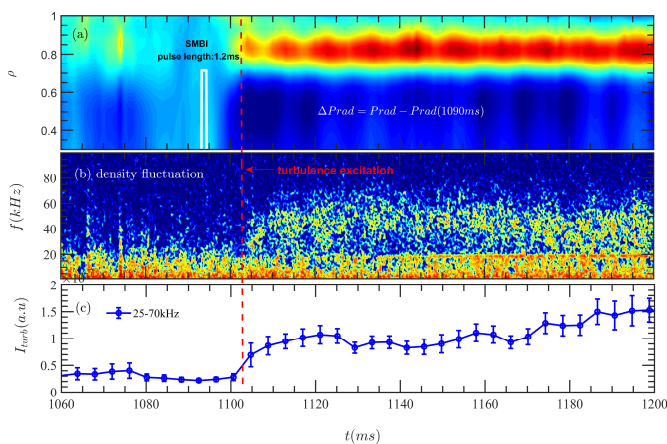 1
(a)
SMBI
pulse length:1.2ms
0.8
ρ
0.6
ΔPrad = Prad − Prad(1090ms)
0.4
(b) density fluctuation
turbulence excitation
80
60
f(kHz)
40
20
2
(c)
25-70kHz
1.5
I_turb(a.u)
1
0.5
0
1060 1080 1100 1120 1140 1160 1180 1200
t(ms)